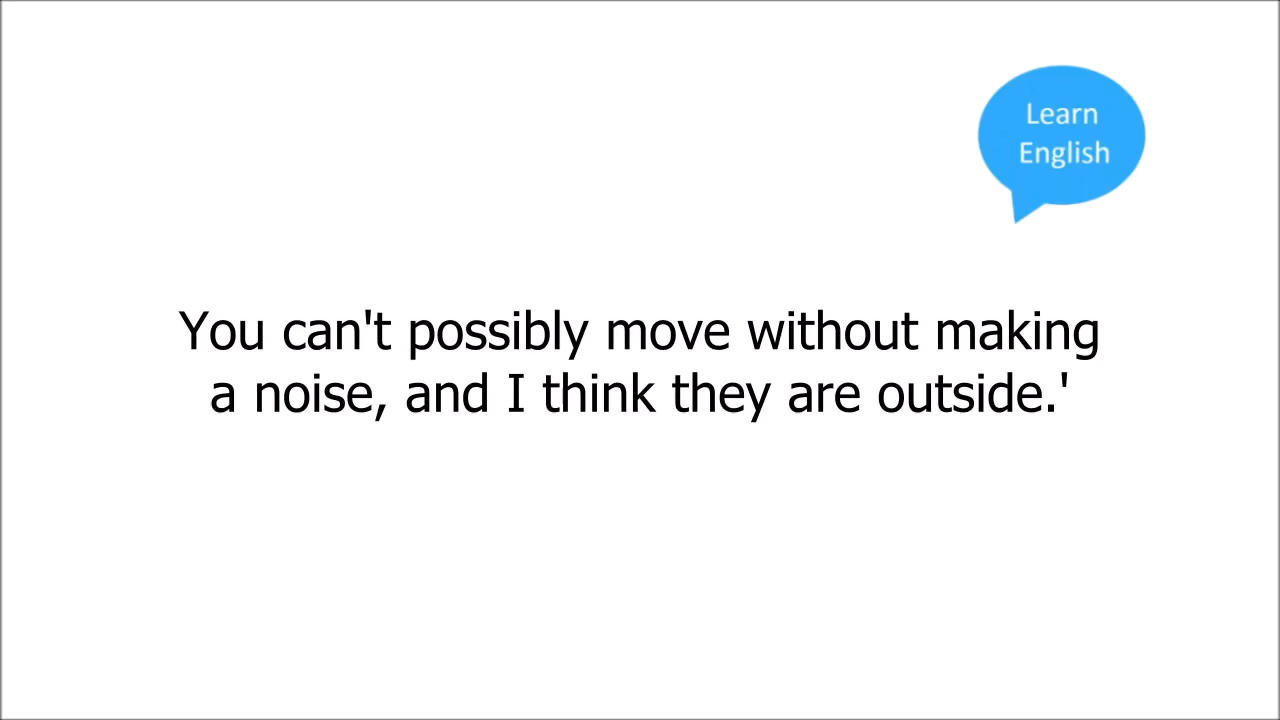 Learn
English
You can't possibly move without making
a noise, and I think they are outside.'